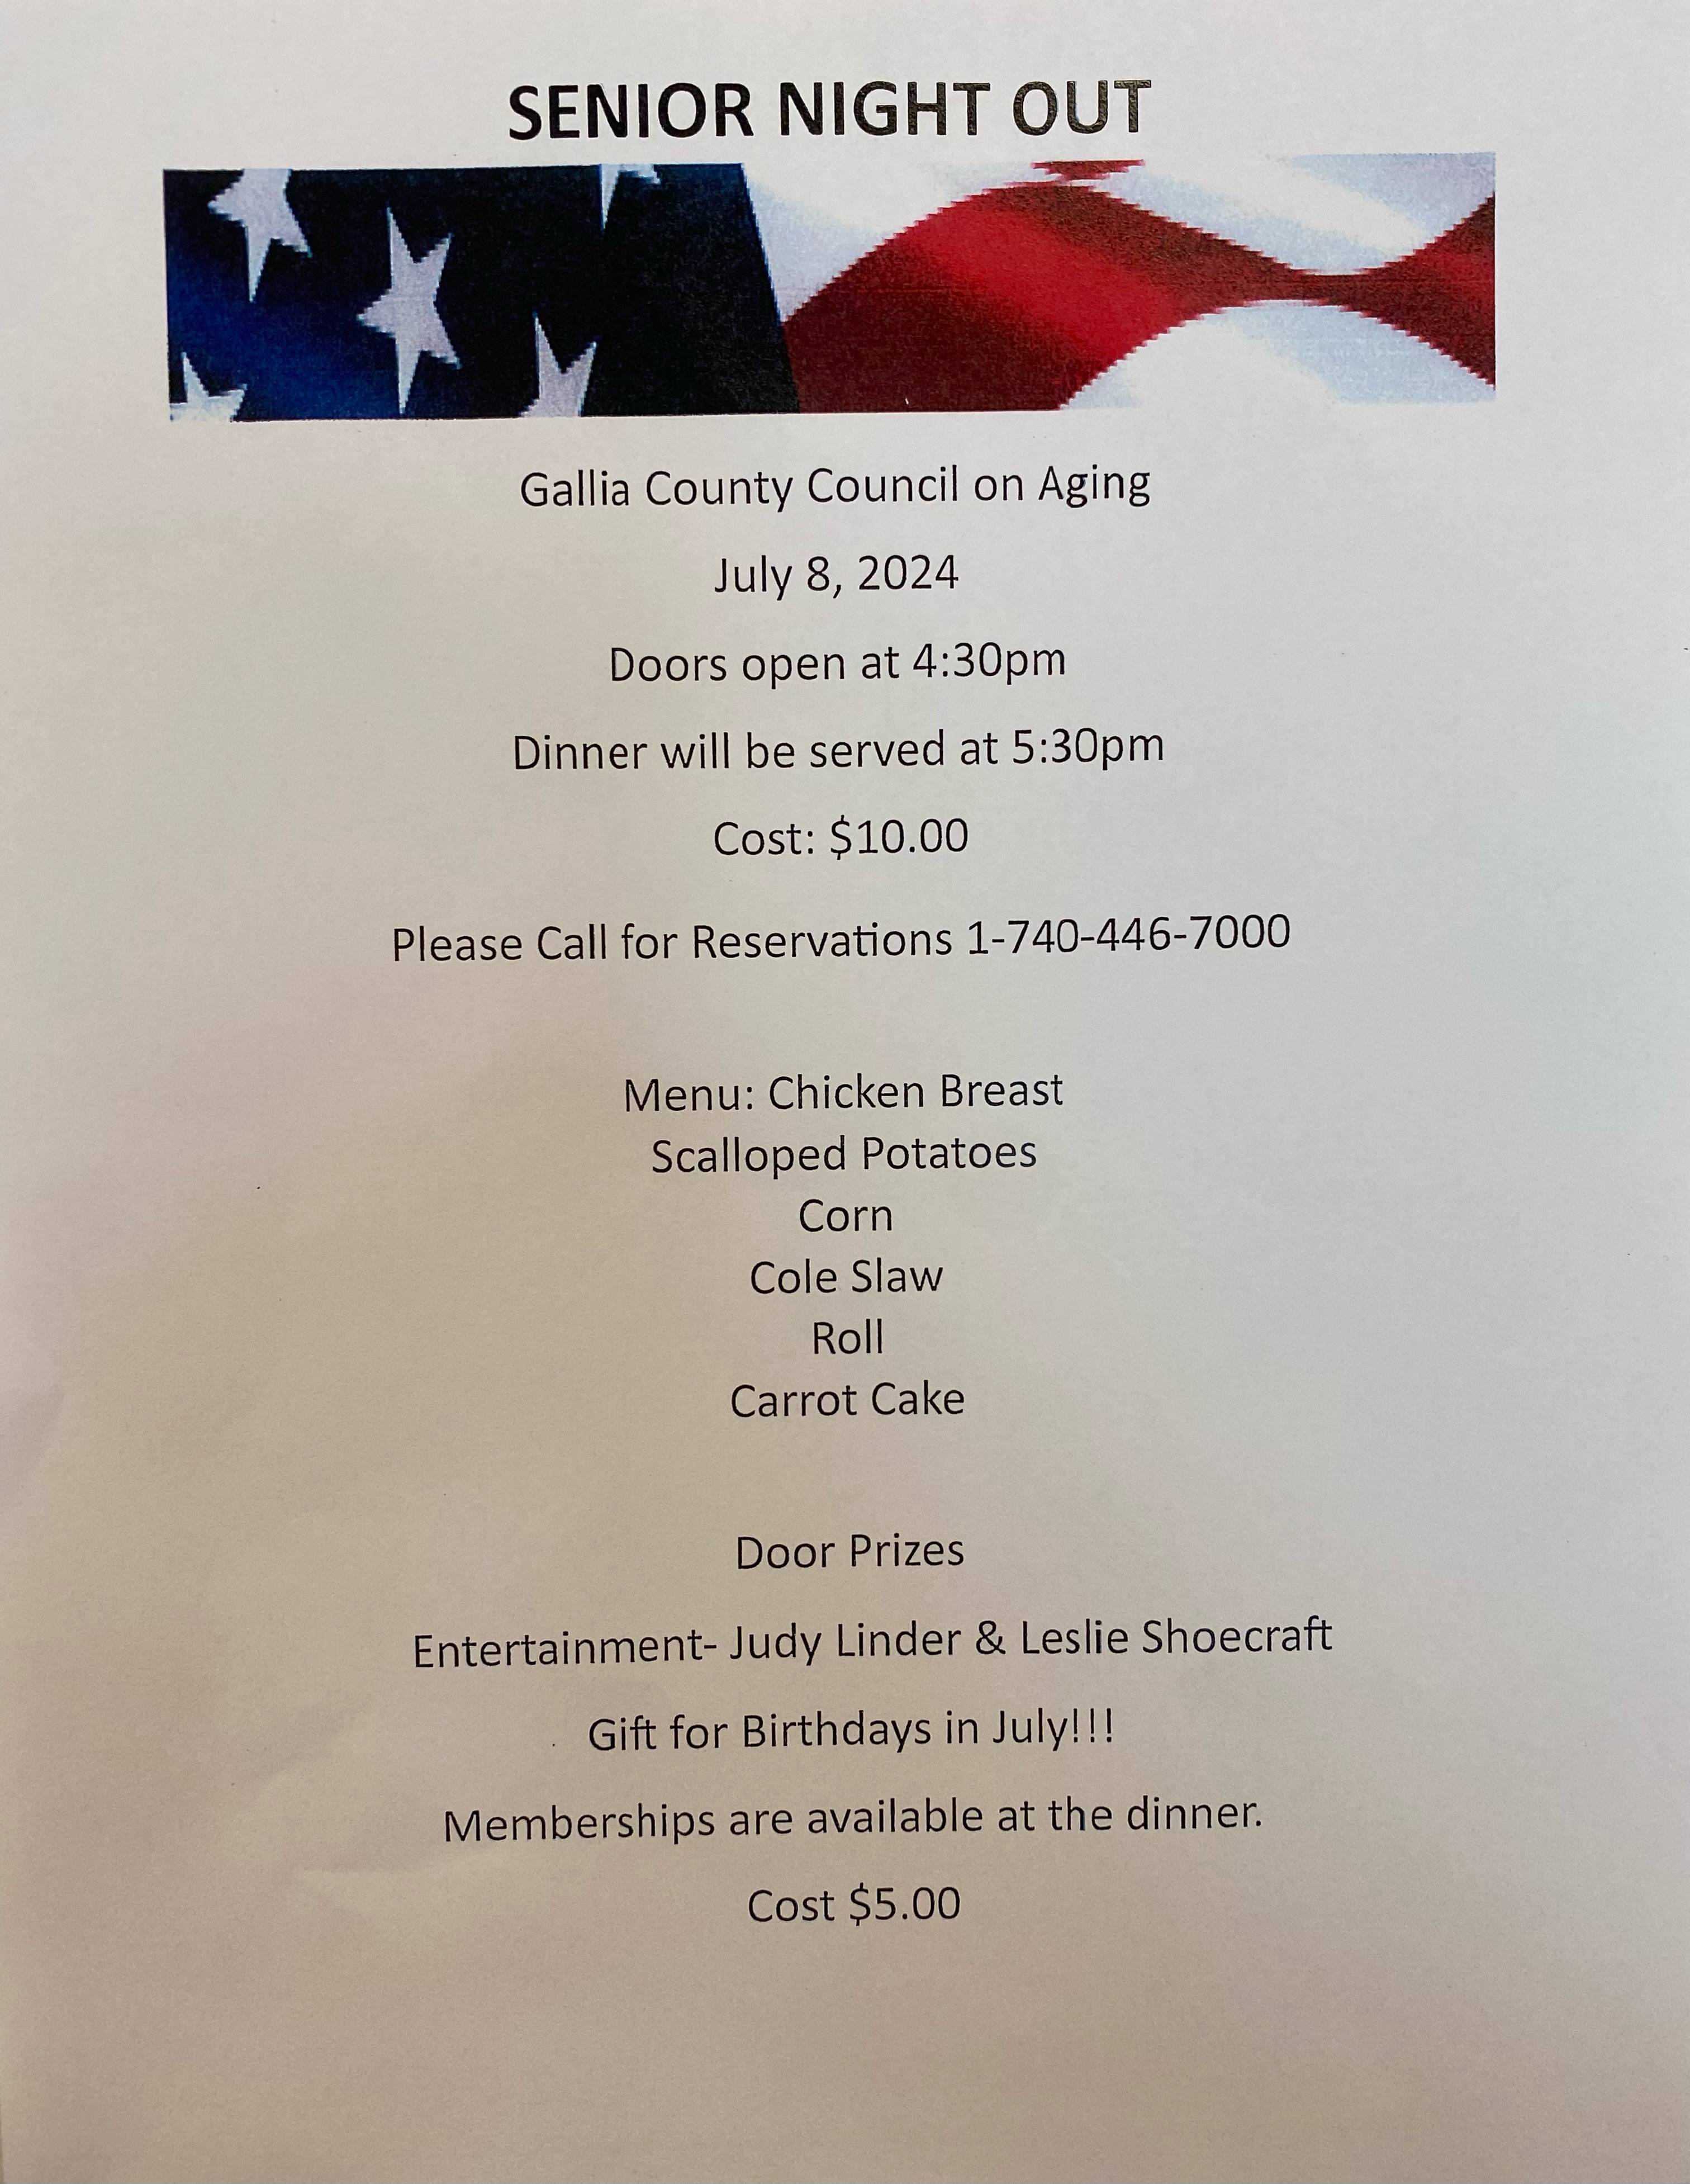 SENIOR NIGHT OUT
Gallia County Council on Aging
July 8, 2024
Doors open at 4:30pm
Dinner will be served at 5:30pm
Cost: $10.00
Please Call for Reservations 1-740-446-7000
Menu: Chicken Breast
Scalloped Potatoes
Corn
Cole Slaw
Roll
Carrot Cake
Door Prizes
Entertainment- Judy Linder & Leslie Shoecraft
Gift for Birthdays in July!!!
Memberships are available at the dinner.
Cost $5.00